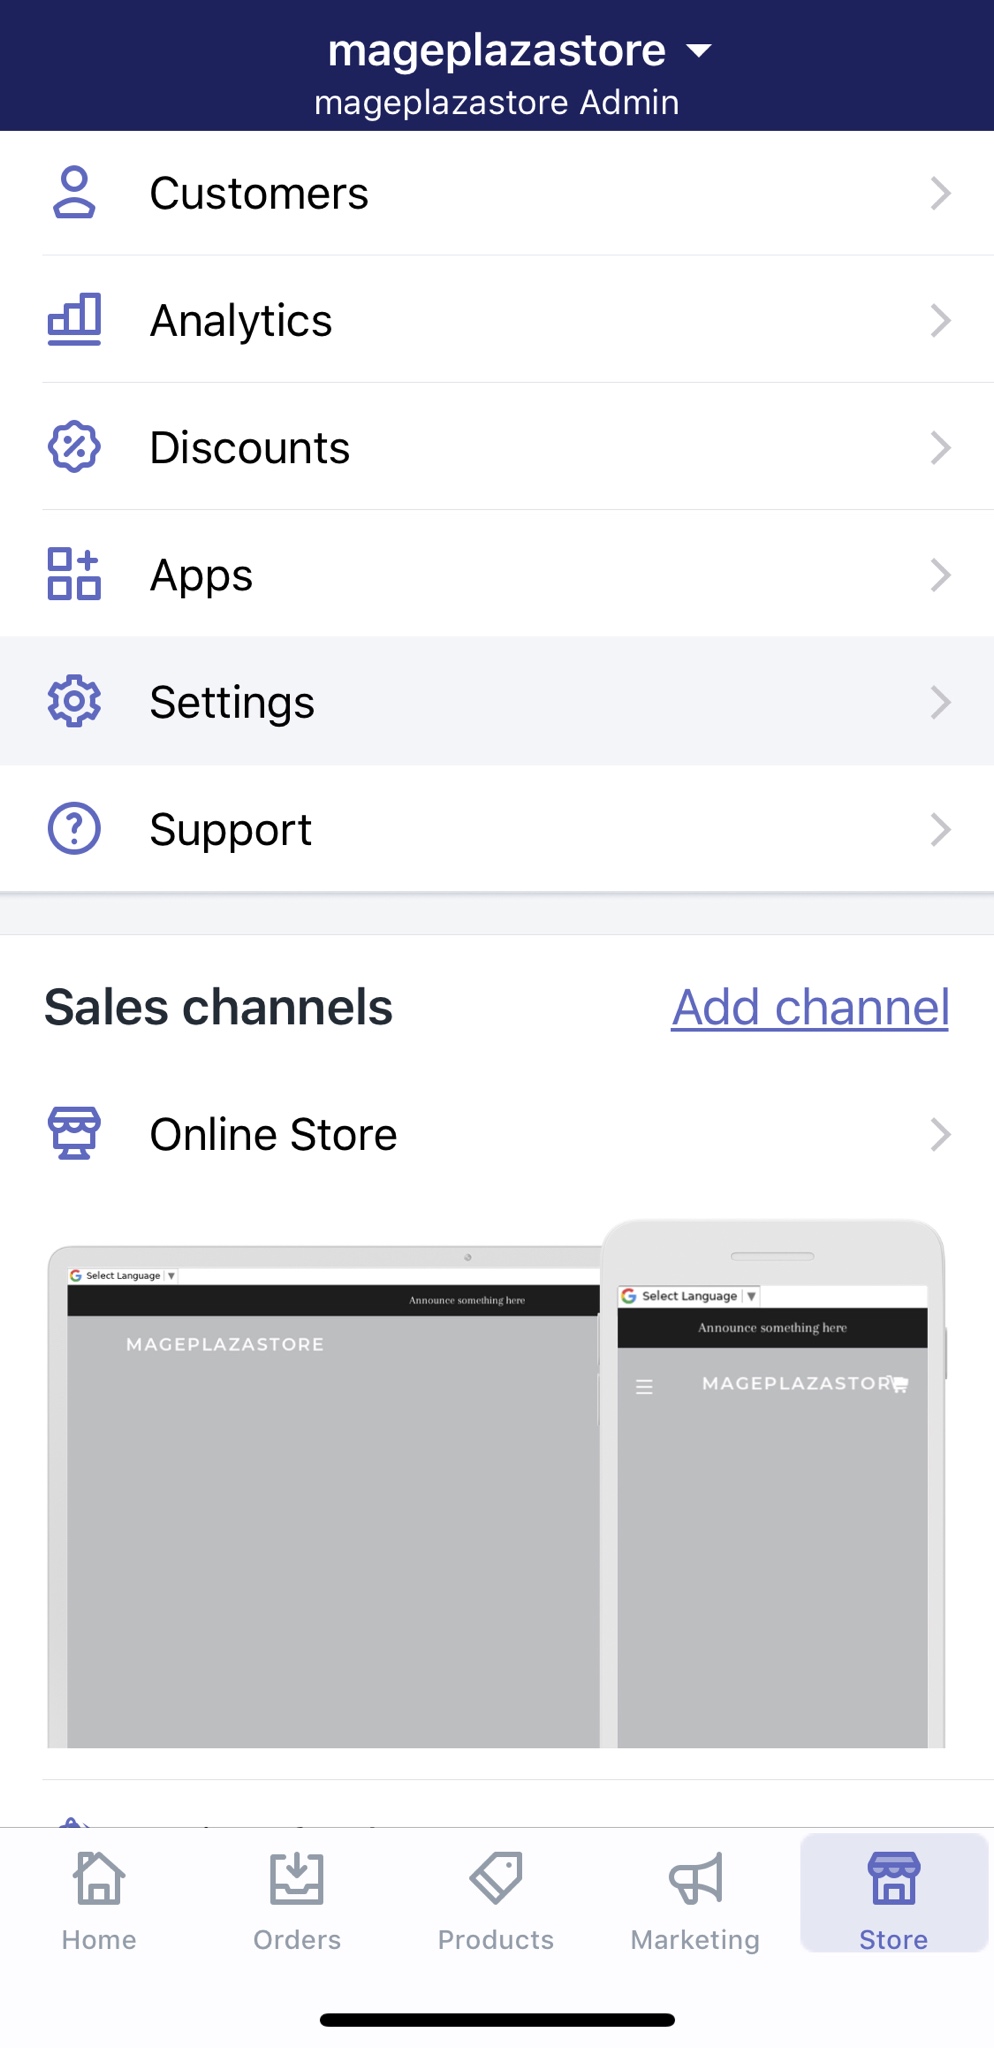 mageplazastore
mageplazastore Admin
Customers
Analytics
Discounts
Apps
Settings
Support
Sales channels
Add channel
Online Store
Select Language
Announce something here
MAGEPLAZASTORE
Select Language
Announce something here
MAGEPLAZASTORE
Home
Orders
Products
Marketing
Store